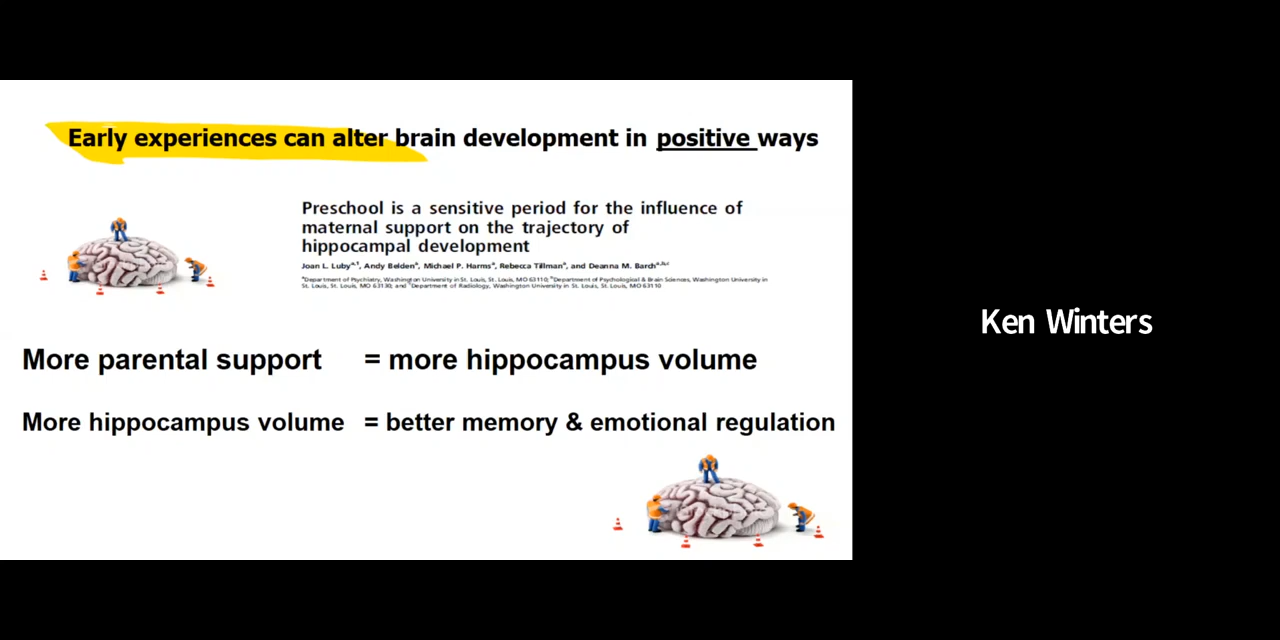 Early experiences can alter brain development in positive ways
Preschool is a sensitive period for the influence of
maternal support on the trajectory of
hippocampal development
Joan L. Luby a,1, Andy Belden a, Michael P. Harms a, Rebecca Tillman a, and Deanna M. Barch a,b,c
a Department of Psychiatry, Washington University in St. Louis, St. Louis, MO 63110; b Department of Psychological & Brain Sciences, Washington University in
St. Louis, St. Louis, MO 63130; and c Department of Radiology, Washington University in St. Louis, St. Louis, MO 63110
More parental support = more hippocampus volume
More hippocampus volume = better memory & emotional regulation
Ken Winters